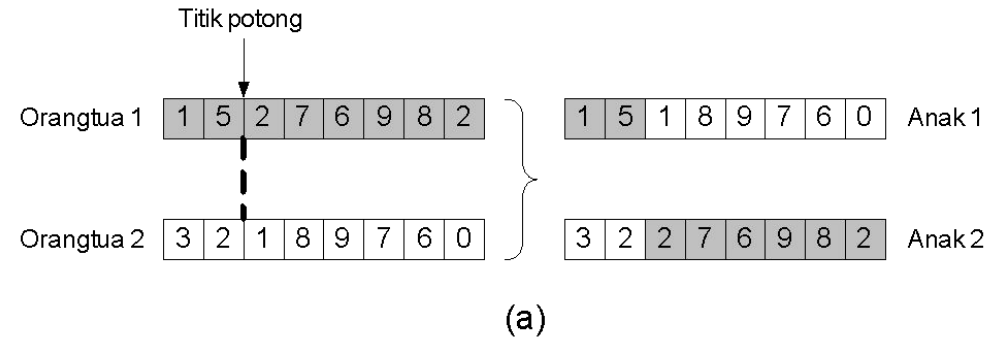 Titik potong
Orangtua 1 1 5 2 7 6 9 8 2 1 5 1 8 9 7 6 0 Anak 1
Orangtua 2 3 2 1 8 9 7 6 0 3 2 2 7 6 9 8 2 Anak 2
(a)